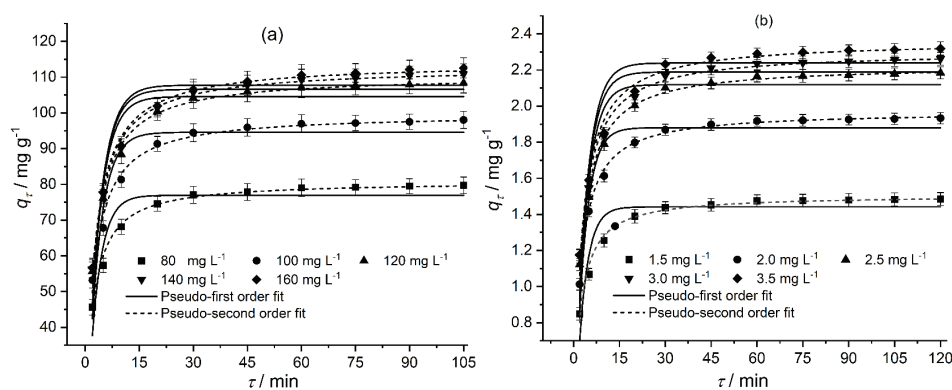 (a)
120
110
100
90
80
70
60
50
40
qτ / mg g⁻¹
80 mg L⁻¹ 100 mg L⁻¹ 120 mg L⁻¹
140 mg L⁻¹ 160 mg L⁻¹
Pseudo-first order fit
Pseudo-second order fit
0 15 30 45 60 75 90 105
τ / min
(b)
2.4
2.2
2.0
1.8
1.6
1.4
1.2
1.0
0.8
qτ / mg g⁻¹
1.5 mg L⁻¹ 2.0 mg L⁻¹ 2.5 mg L⁻¹
3.0 mg L⁻¹ 3.5 mg L⁻¹
Pseudo-first order fit
Pseudo-second order fit
0 15 30 45 60 75 90 105 120
τ / min